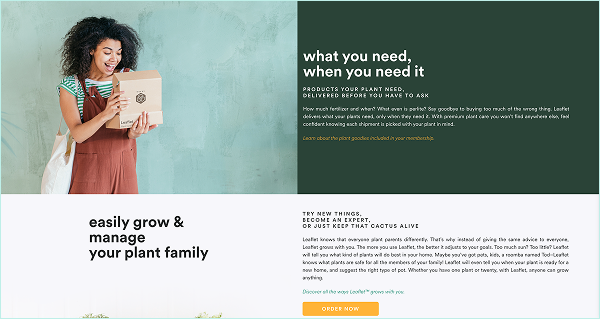 Leaflet
what you need,
when you need it
PRODUCTS YOUR PLANT NEED,
DELIVERED BEFORE YOU HAVE TO ASK
How much fertilizer and when? What even is perlite? Say goodbye to buying too much of the wrong thing. Leaflet
delivers what your plants need, only when they need it. With premium plant care you won't find anywhere else, feel
confident knowing each shipment is picked with your plant in mind.
Learn about the plant goodies included in your membership.
easily grow &
manage
your plant family
TRY NEW THINGS,
BECOME AN EXPERT,
OR JUST KEEP THAT CACTUS ALIVE
Leaflet knows that everyone plant parents differently. That's why instead of giving the same advice to everyone,
Leaflet grows with you. The more you use Leaflet, the better it adjusts to your goals. Too much sun? Too little? Leaflet
will tell you what kind of plants will do best in your home. Maybe you've got pets, kids, a roomba named Ted–Leaflet
knows what plants are safe for all the members of your family! Leaflet will even tell you when your plant is ready for a
new home, and suggest the right type of pot. Whether you have one plant or twenty, with Leaflet, anyone can grow
anything.
Discover all the ways Leaflet™ grows with you.
ORDER NOW